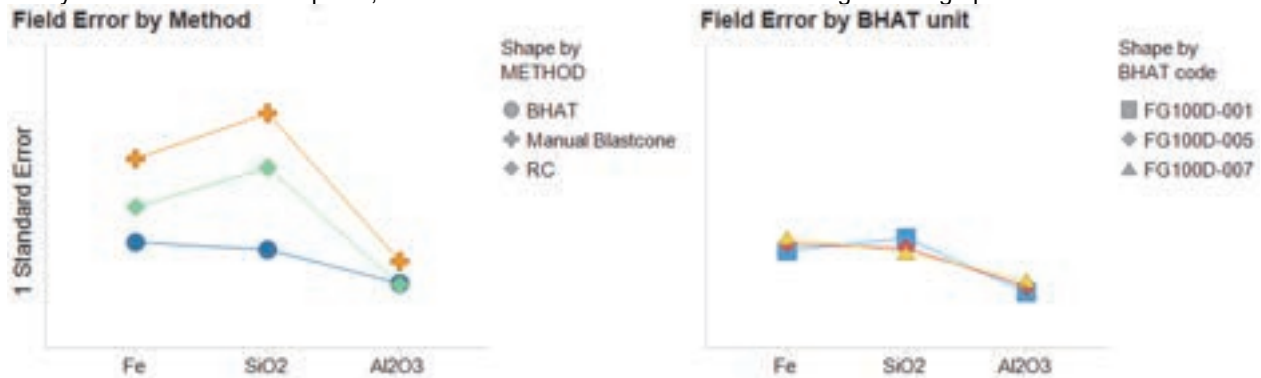 Field Error by Method
1 Standard Error
Fe
SiO2
Al2O3
Shape by
METHOD
BHAT
Manual Blastcone
RC
Field Error by BHAT unit
Fe
SiO2
Al2O3
Shape by
BHAT code
FG100D-001
FG100D-005
FG100D-007